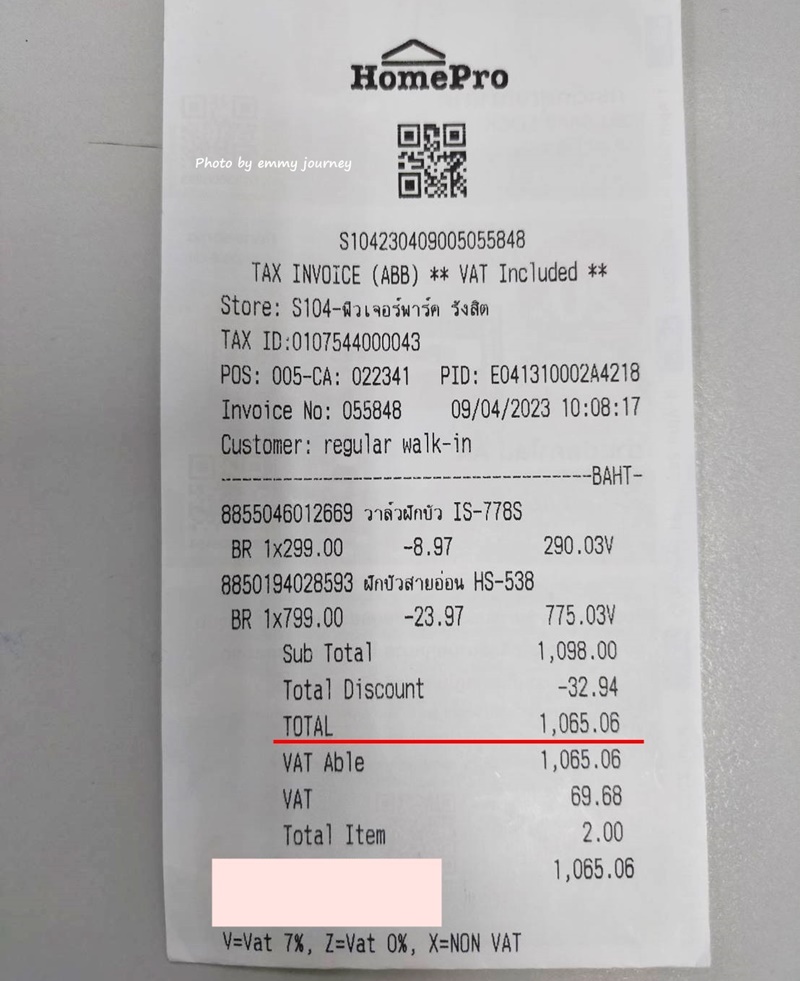 HomePro
Photo by emmy journey
S104230409005055848
TAX INVOICE (ABB) ** VAT Included **
Store: S104-ฟิวเจอร์พาร์ค รังสิต
TAX ID:0107544000043
POS: 005-CA: 022341 PID: E041310002A4218
Invoice No: 055848 09/04/2023 10:08:17
Customer: regular walk-in
---------------------------------------BAHT-
8855046012669 วาล์วฝักบัว IS-778S
BR 1x299.00 -8.97 290.03V
8850194028593 ฝักบัวสายอ่อน HS-538
BR 1x799.00 -23.97 775.03V
Sub Total 1,098.00
Total Discount -32.94
TOTAL 1,065.06
VAT Able 1,065.06
VAT 69.68
Total Item 2.00
1,065.06
V=Vat 7%, Z=Vat 0%, X=NON VAT